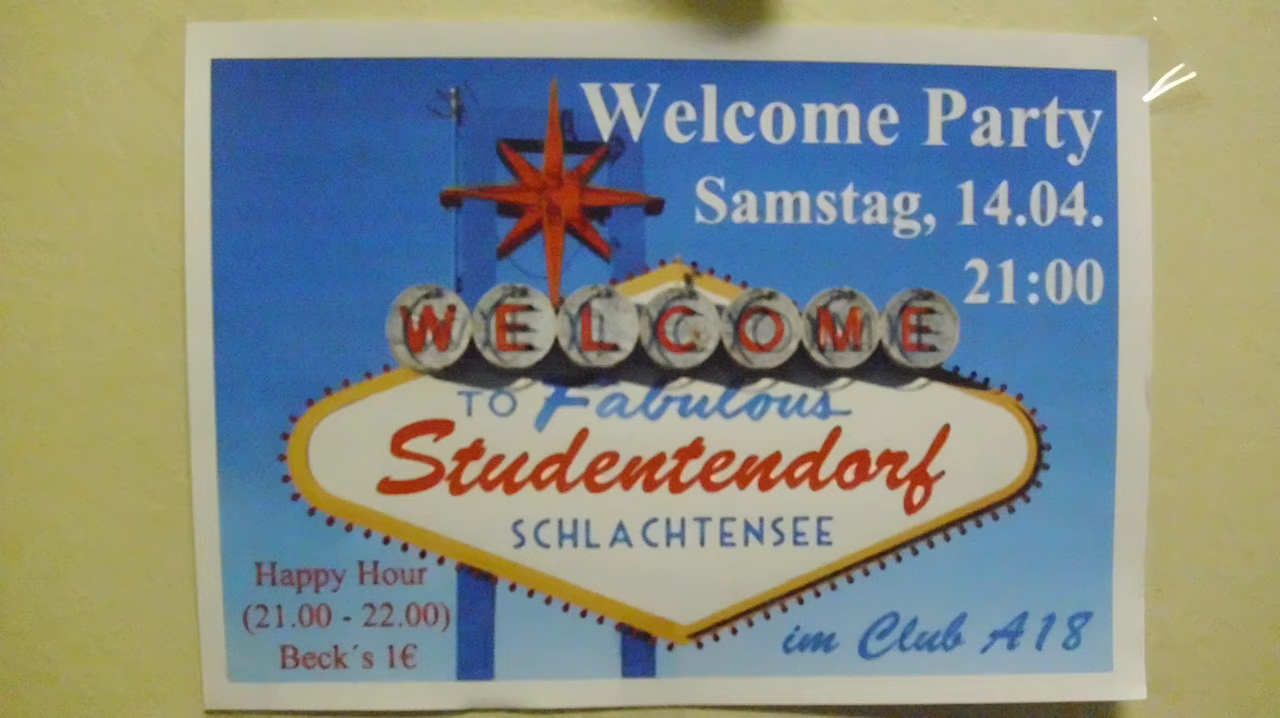 Welcome Party
Samstag, 14.04.
21:00
WELCOME
TO Fabulous
Studentendorf
SCHLACHTENSEE
Happy Hour
(21.00 - 22.00)
Beck´s 1€
im Club A18